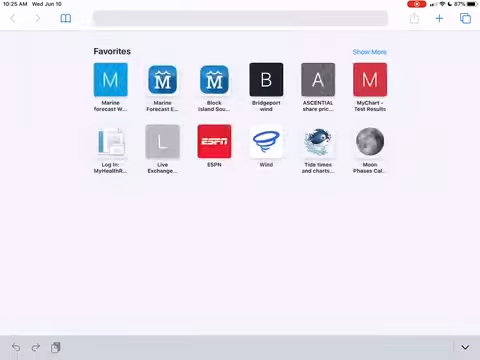 10:25 AM Wed Jun 10
87%
Favorites
Show More
M
M
M
B
A
M
Marine forecast W...
Marine Forecast E...
Block Island Sou...
Bridgeport wind
ASCENTIAL share pric...
MyChart - Test Results
L
ESPN
Log In: MyHealthR...
Live Exchange...
ESPN
Wind
Tide times and charts...
Moon Phases Cal...